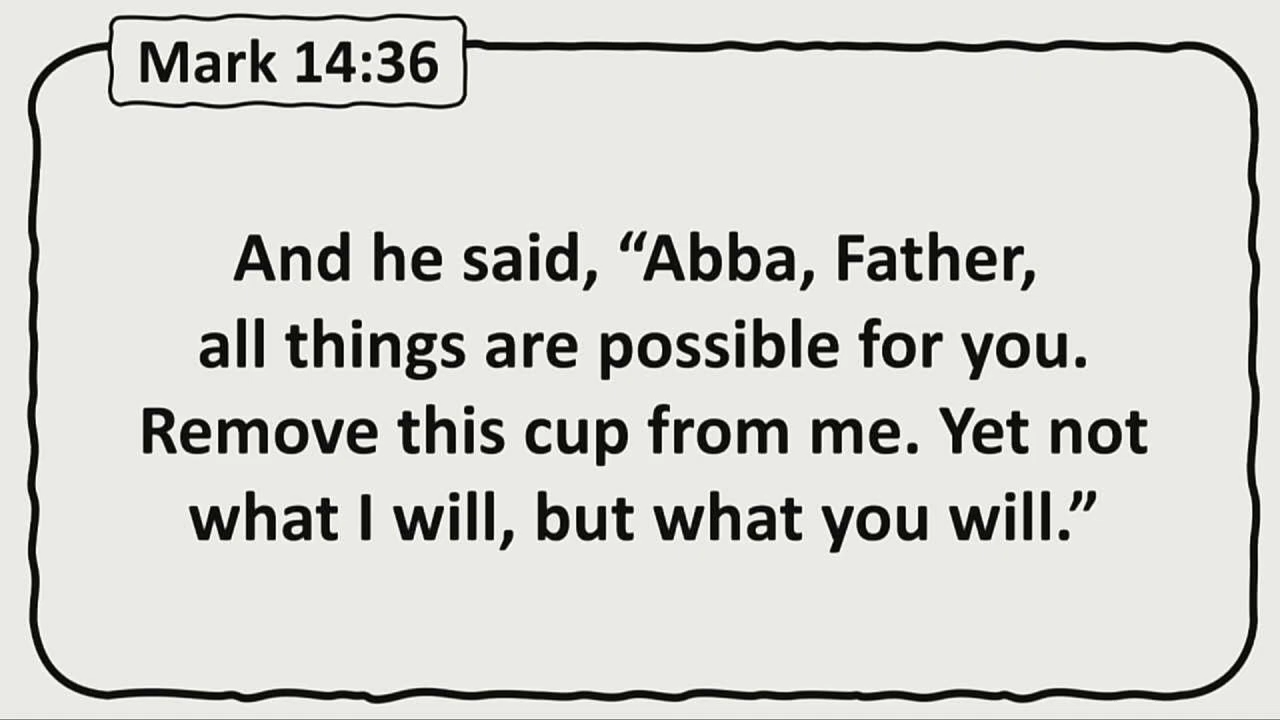 Mark 14:36
And he said, “Abba, Father,
all things are possible for you.
Remove this cup from me. Yet not
what I will, but what you will.”